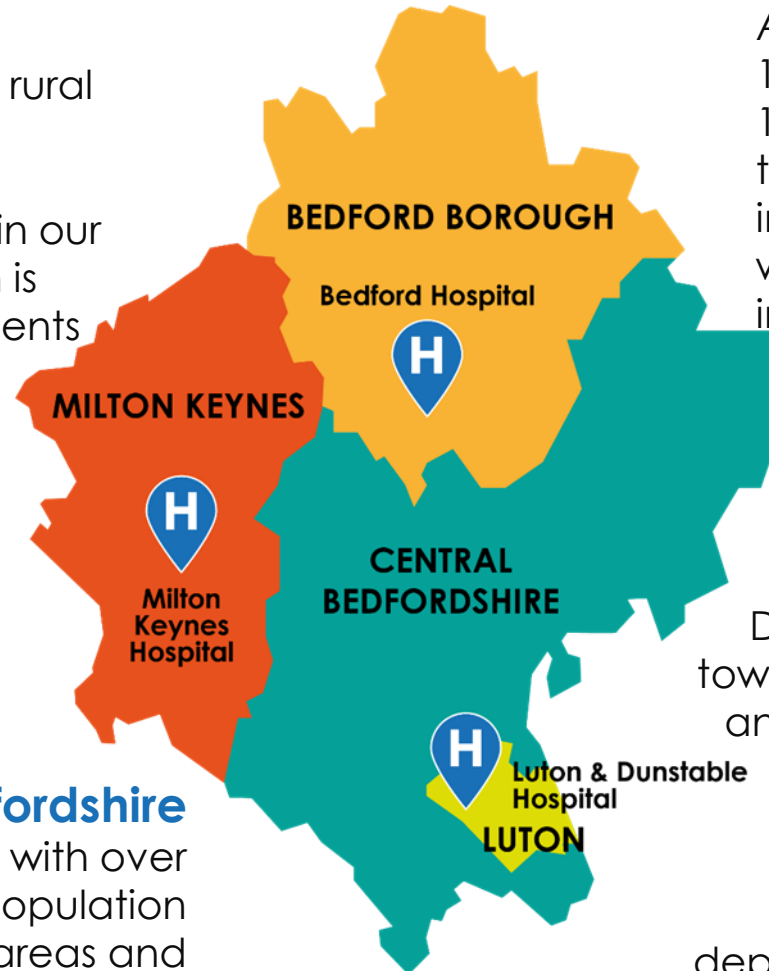 rural
in our
is
ents
BEDFORD BOROUGH
Bedford Hospital
H
MILTON KEYNES
H
Milton
Keynes
Hospital
CENTRAL
BEDFORDSHIRE
H
Luton & Dunstable
Hospital
LUTON
fordshire
with over
opulation
areas and
D
tow
an
dep